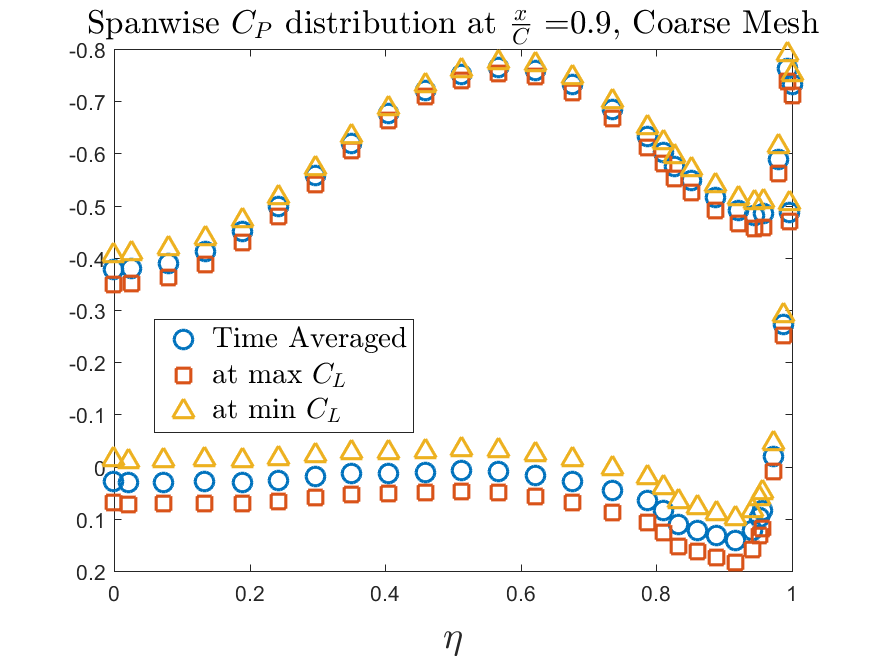 Spanwise C_P distribution at x/C =0.9, Coarse Mesh
-0.8
-0.7
-0.6
-0.5
-0.4
-0.3
-0.2
-0.1
0
0.1
0.2
Time Averaged
at max C_L
at min C_L
0 0.2 0.4 0.6 0.8 1
η